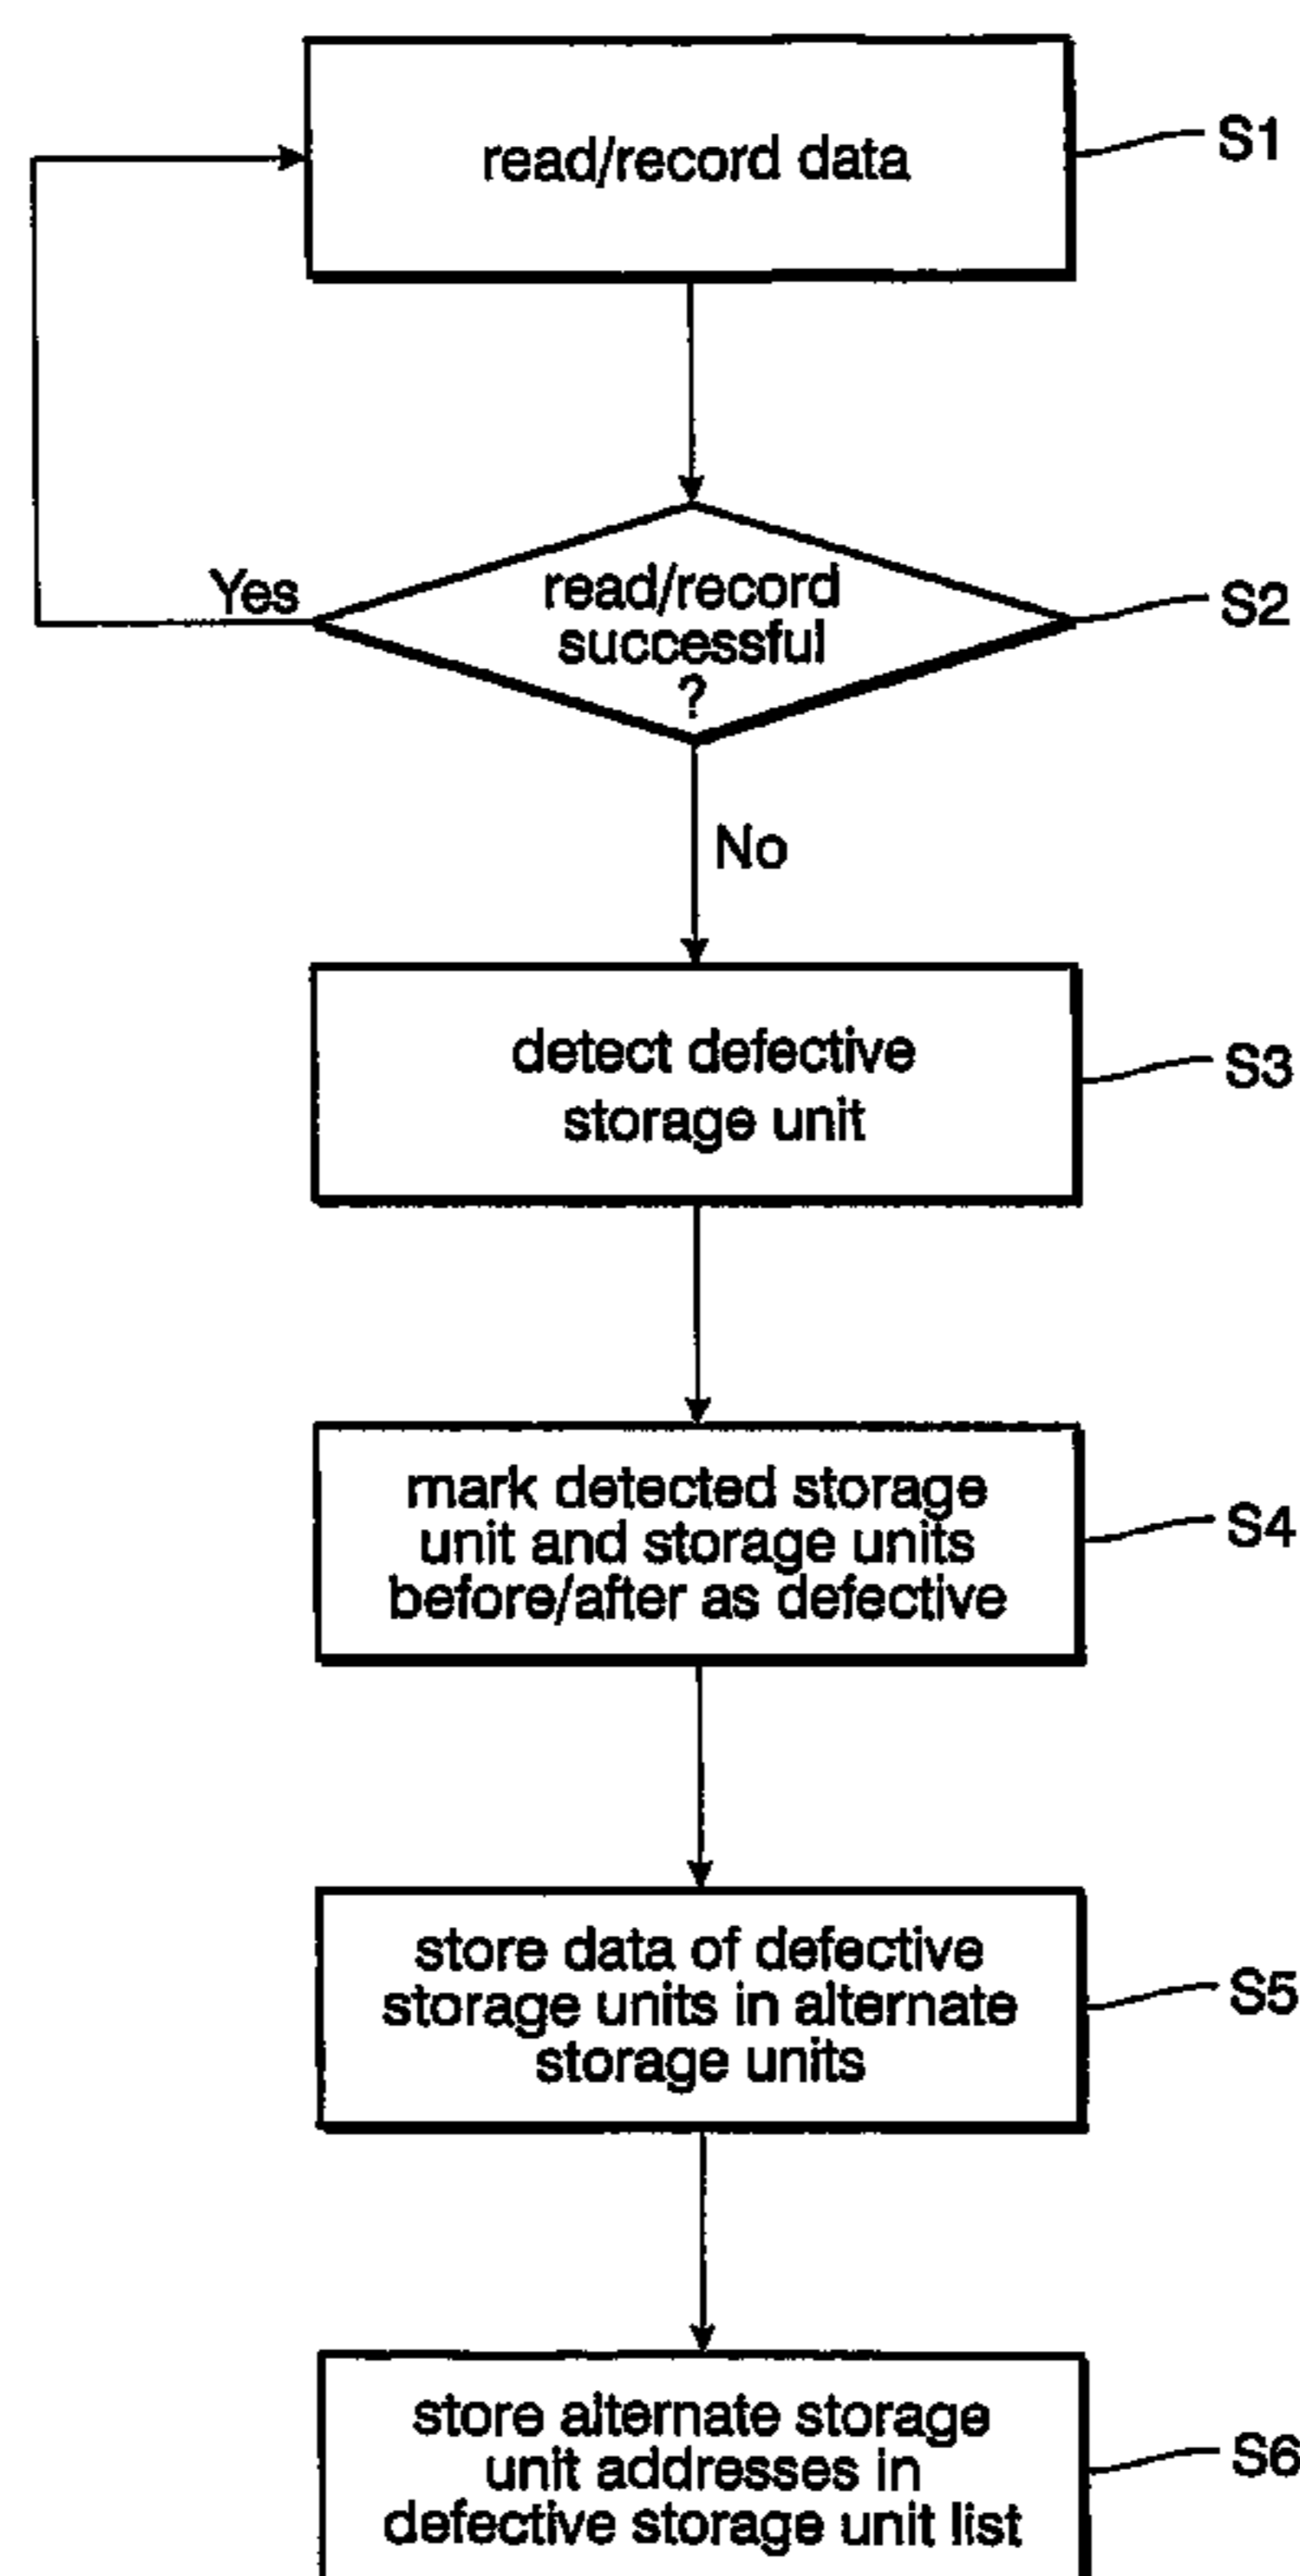 read/record data
S1
read/record
successful
?
S2
Yes
No
detect defective
storage unit
S3
mark detected storage
unit and storage units
before/after as defective
S4
store data of defective
storage units in alternate
storage units
S5
store alternate storage
unit addresses in
defective storage unit list
S6